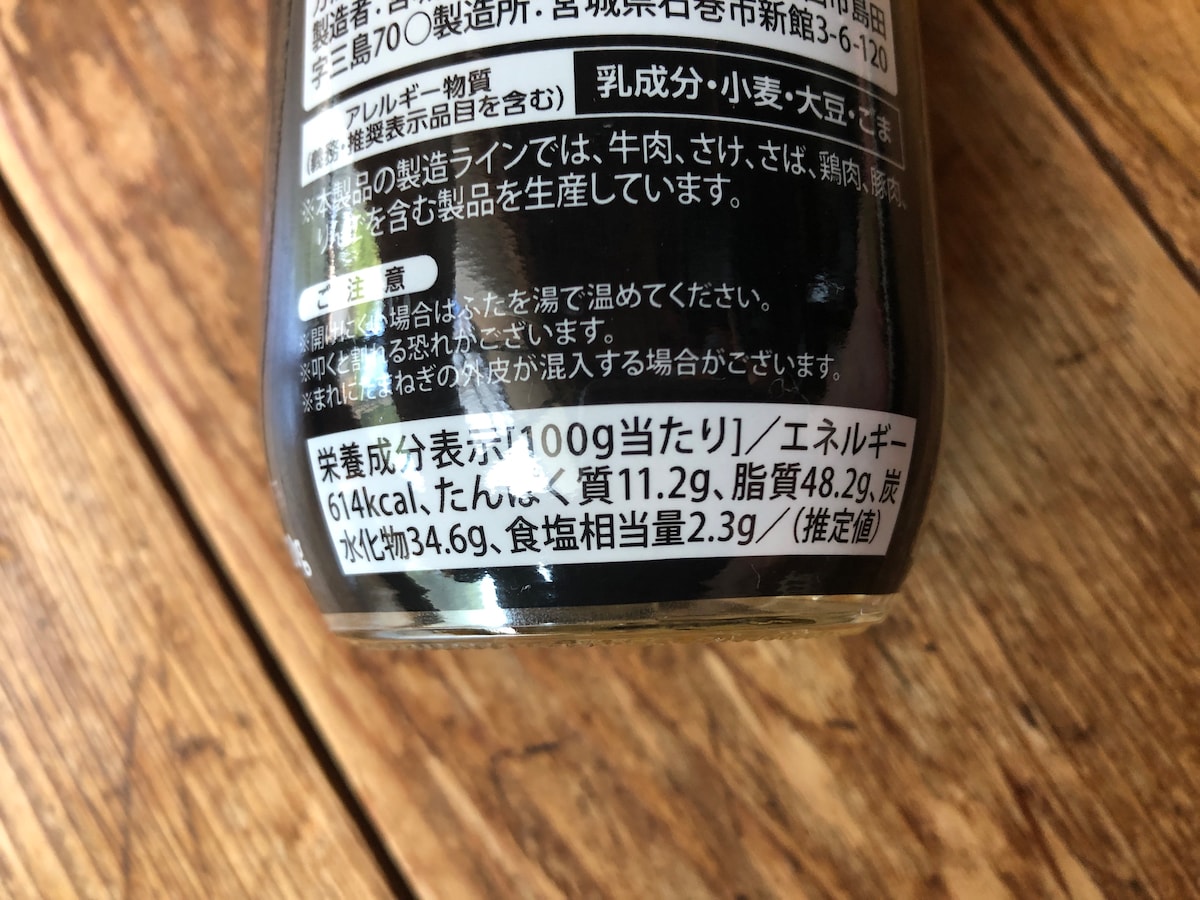 製造者:宮
市島田
字三島70○製造所.宮城県石巻市新館3-6-120
アレルギー物質
(義務・推奨表示品目を含む)
乳成分・小麦・大豆・ごま
※本製品の製造ラインでは、牛肉、さけ、さば、鶏肉、豚肉、
りんごを含む製品を生産しています。
ご注意
※開けにくい場合はふたを湯で温めてください。
※叩くと割れる恐れがございます。
※まれにたまねぎの外皮が混入する場合がございます。
栄養成分表示[100g当たり]/エネルギー
614kcal、たんぱく質11.2g、脂質48.2g、炭
水化物34.6g、食塩相当量2.3g/(推定値)